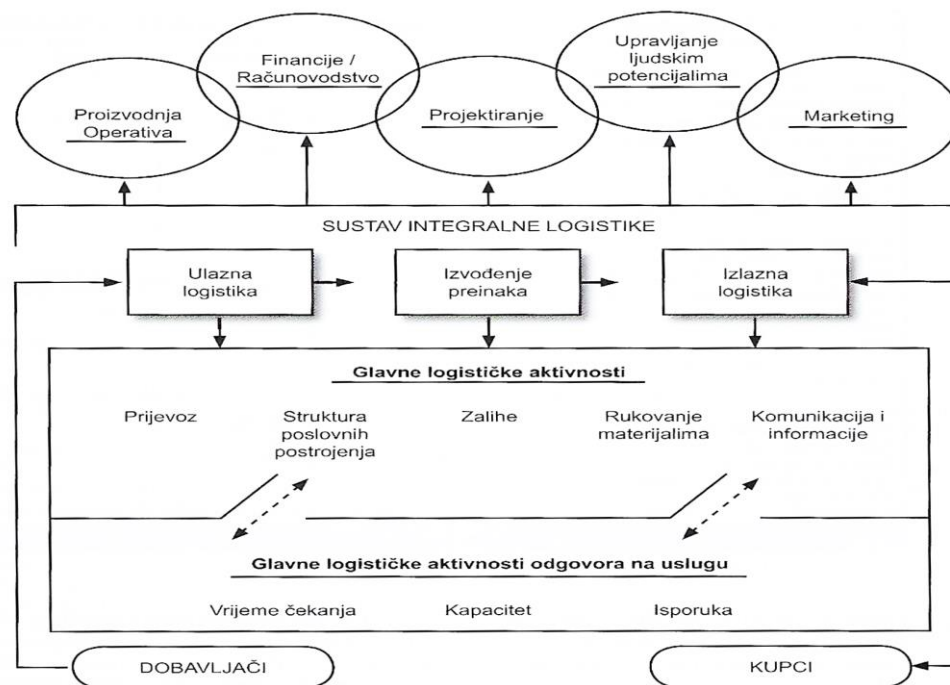 Proizvodnja
Operativa
Financije /
Računovodstvo
Projektiranje
Upravljanje
ljudskim
potencijalima
Marketing
SUSTAV INTEGRALNE LOGISTIKE
Ulazna
logistika
Izvođenje
preinaka
Izlazna
logistika
Glavne logističke aktivnosti
Prijevoz
Struktura
poslovnih
postrojenja
Zalihe
Rukovanje
materijalima
Komunikacija i
informacije
Glavne logističke aktivnosti odgovora na uslugu
Vrijeme čekanja
Kapacitet
Isporuka
DOBAVLJAČI
KUPCI